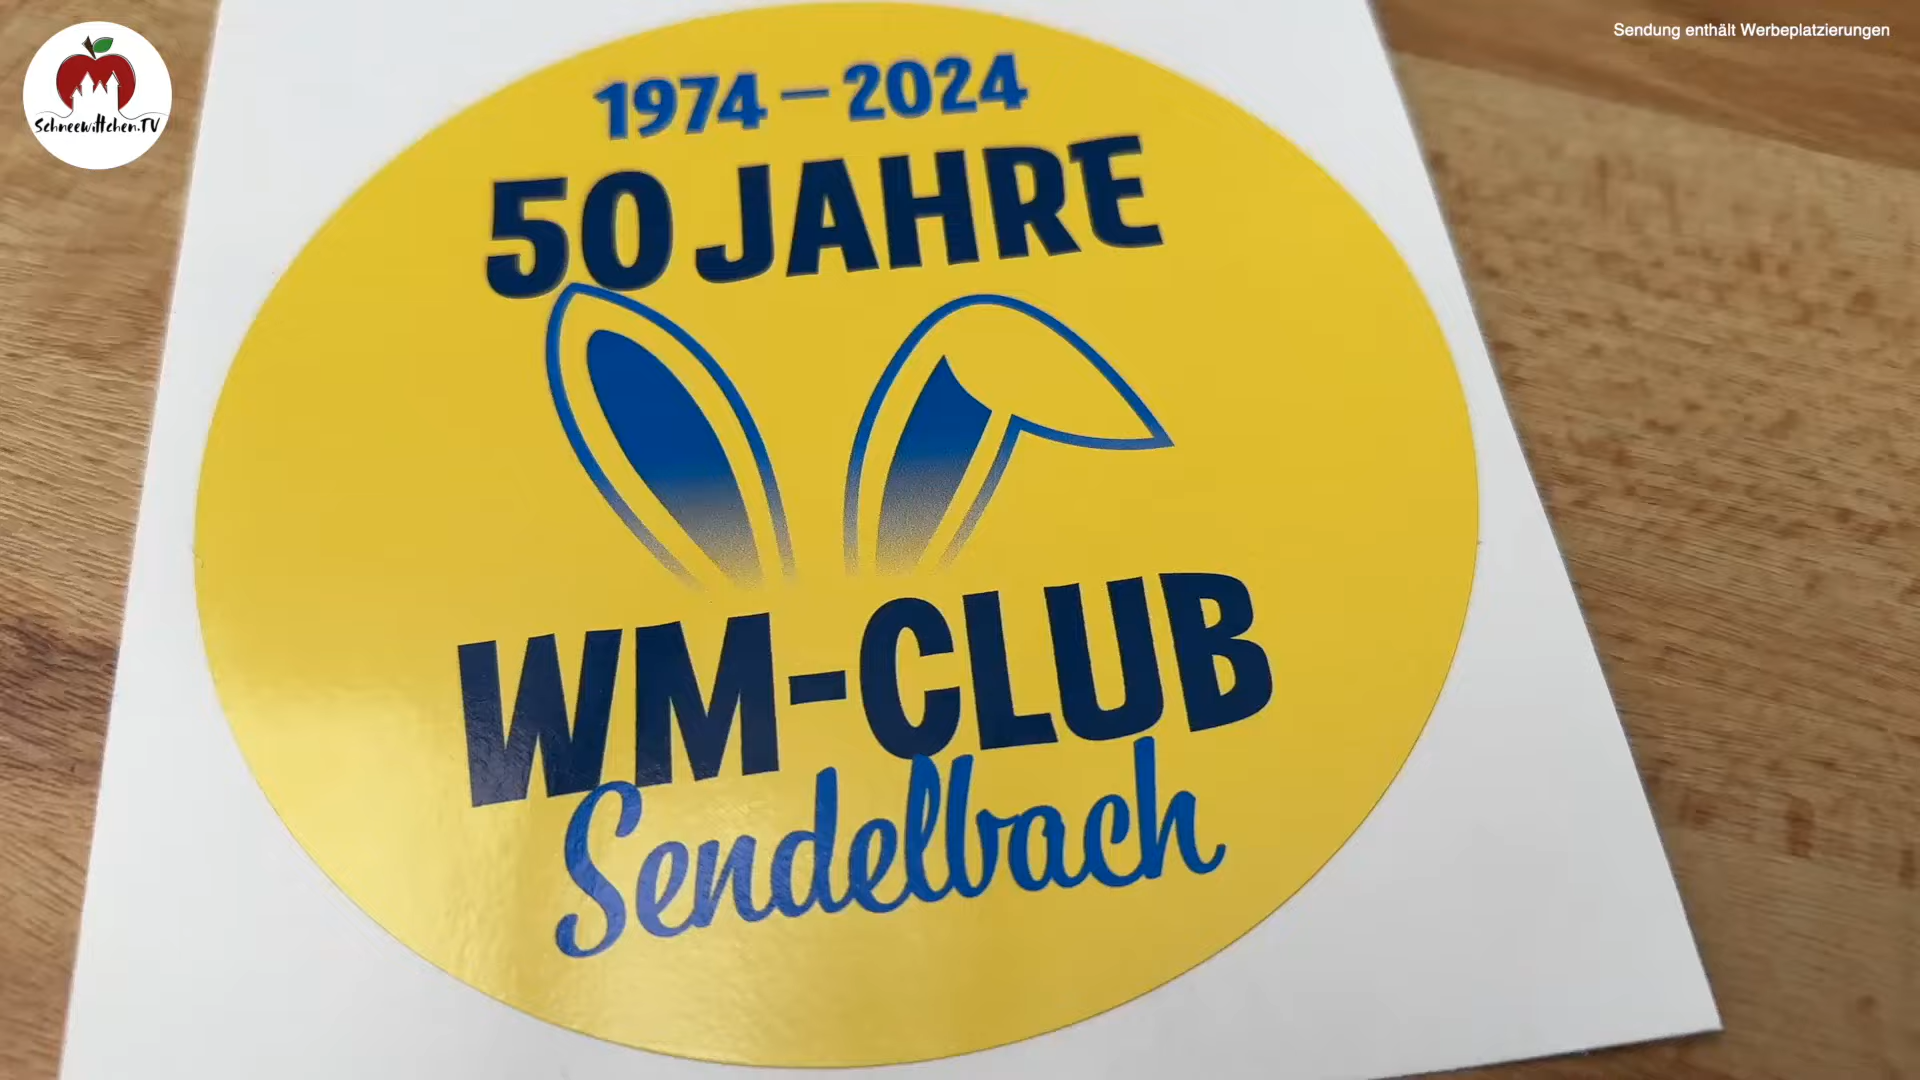 Schneewittchen.TV
Sendung enthält Werbeplatzierungen
1974 – 2024
50 JAHRE
WM-CLUB
Sendelbach